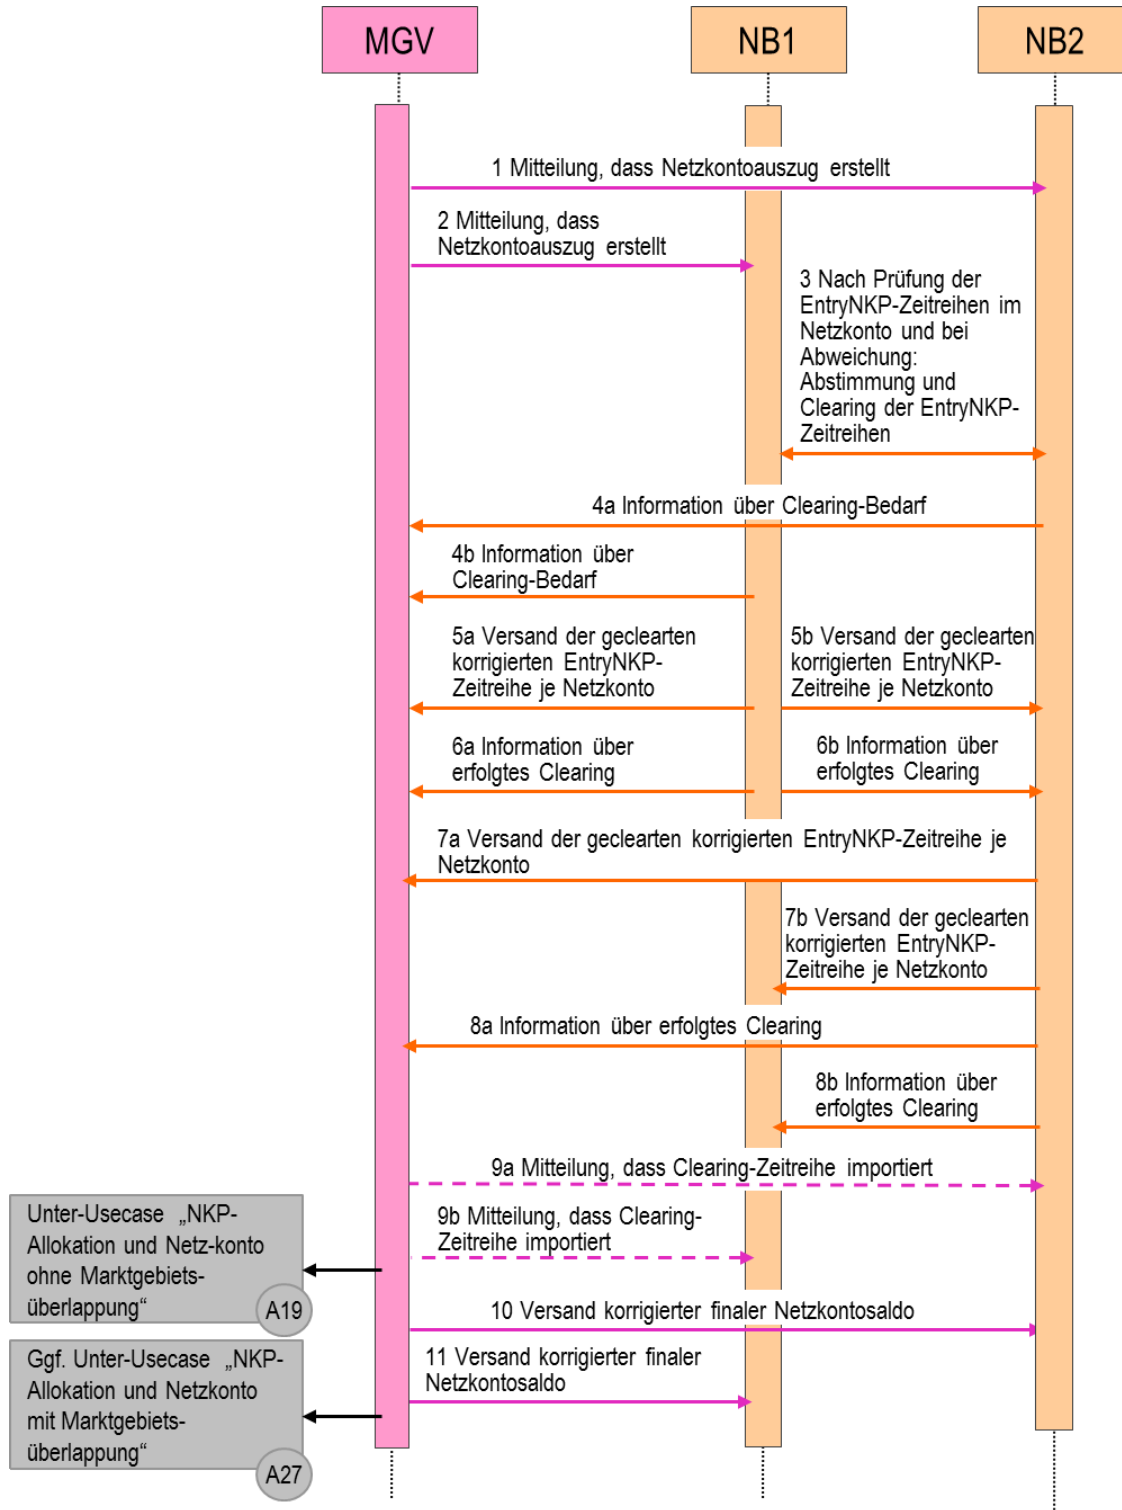 MGV
NB1
NB2
1 Mitteilung, dass Netzkontoauszug erstellt
2 Mitteilung, dass
Netzkontoauszug erstellt
3 Nach Prüfung der
EntryNKP-Zeitreihen im
Netzkonto und bei
Abweichung:
Abstimmung und
Clearing der EntryNKP-
Zeitreihen
4a Information über Clearing-Bedarf
4b Information über
Clearing-Bedarf
5a Versand der geclearten
korrigierten EntryNKP-
Zeitreihe je Netzkonto
5b Versand der geclearten
korrigierten EntryNKP-
Zeitreihe je Netzkonto
6a Information über
erfolgtes Clearing
6b Information über
erfolgtes Clearing
7a Versand der geclearten korrigierten EntryNKP-Zeitreihe je
Netzkonto
7b Versand der geclearten
korrigierten EntryNKP-
Zeitreihe je Netzkonto
8a Information über erfolgtes Clearing
8b Information über
erfolgtes Clearing
9a Mitteilung, dass Clearing-Zeitreihe importiert
9b Mitteilung, dass Clearing-
Zeitreihe importiert
Unter-Usecase „NKP-
Allokation und Netz-konto
ohne Marktgebiets-
überlappung“
A19
10 Versand korrigierter finaler Netzkontosaldo
11 Versand korrigierter finaler
Netzkontosaldo
Ggf. Unter-Usecase „NKP-
Allokation und Netzkonto
mit Marktgebiets-
überlappung“
A27